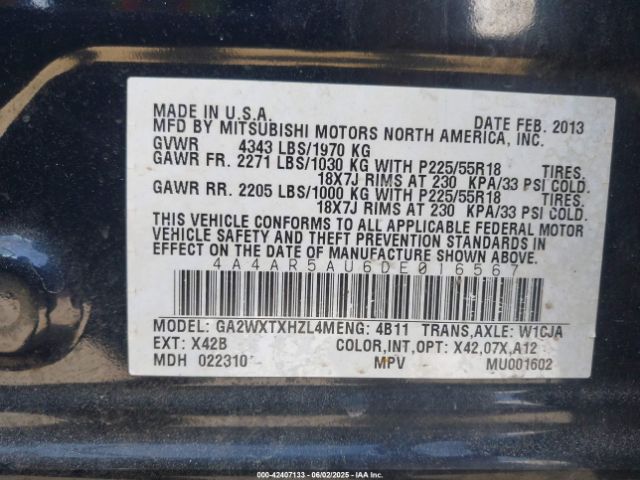 MADE IN U.S.A. DATE FEB. 2013
MFD BY MITSUBISHI MOTORS NORTH AMERICA, INC.
GVWR 4343 LBS/1970 KG
GAWR FR. 2271 LBS/1030 KG WITH P225/55R18 TIRES.
18X7J RIMS AT 230 KPA/33 PSI COLD.
GAWR RR. 2205 LBS/1000 KG WITH P225/55R18 TIRES.
18X7J RIMS AT 230 KPA/33 PSI COLD.
THIS VEHICLE CONFORMS TO ALL APPLICABLE FEDERAL MOTOR
VEHICLE SAFETY AND THEFT PREVENTION STANDARDS IN
EFFECT ON THE DATE OF MANUFACTURE SHOWN ABOVE.
4A4AR5AU6DE016567
MODEL: GA2WXTXHZL4MENG: 4B11 TRANS,AXLE: W1CJA
EXT: X42B COLOR,INT,OPT: X42,07X,A12
MDH 022310 MPV MU001602
000-42407133 - 06/02/2025 - IAA Inc.